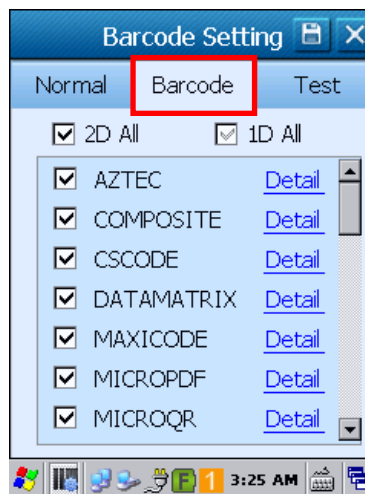 Barcode Setting
Normal Barcode Test
2D All 1D All
AZTEC Detail
COMPOSITE Detail
CSCODE Detail
DATAMATRIX Detail
MAXICODE Detail
MICROPDF Detail
MICROQR Detail
F 1 3:25 AM